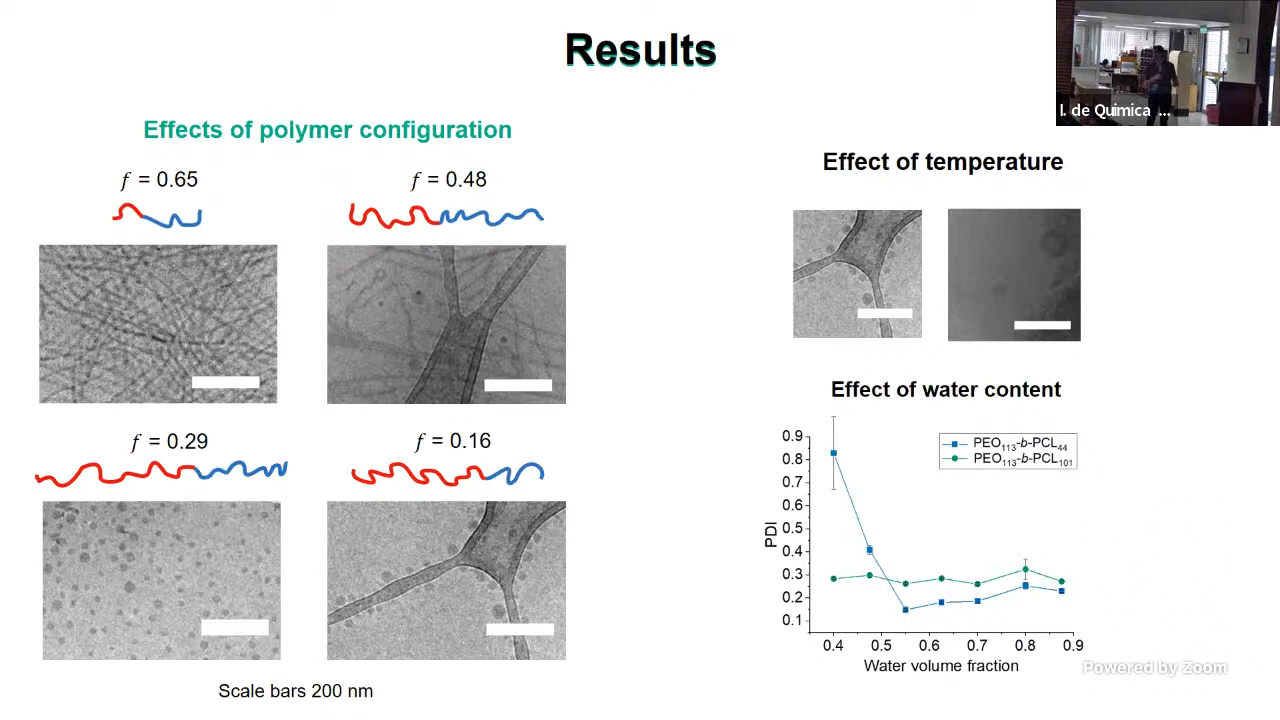 Results
I. de Quimica ...
Effects of polymer configuration
f = 0.65
f = 0.48
f = 0.29
f = 0.16
Scale bars 200 nm
Effect of temperature
Effect of water content
PEO113-b-PCL44
PEO113-b-PCL101
PDI
0.9
0.8
0.7
0.6
0.5
0.4
0.3
0.2
0.1
0.4 0.5 0.6 0.7 0.8 0.9
Water volume fraction
Powered by Zoom